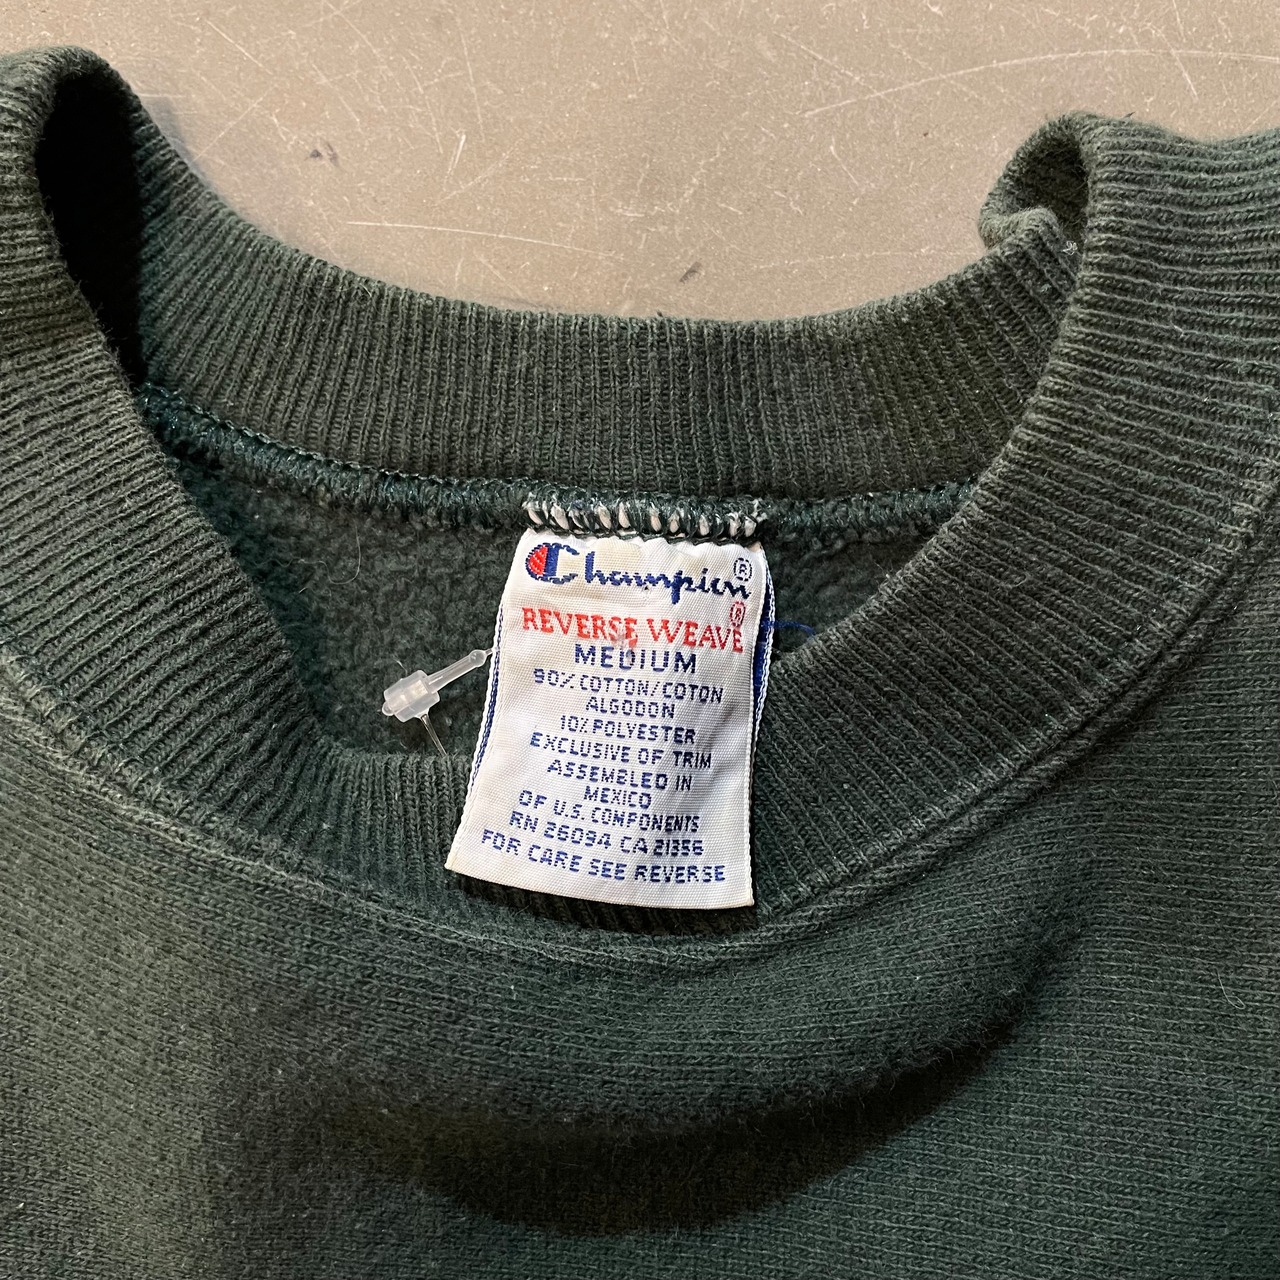 Champion®
REVERSE WEAVE®
MEDIUM
90% COTTON/COTON
ALGODON
10% POLYESTER
EXCLUSIVE OF TRIM
ASSEMBLED IN
MEXICO
OF U.S. COMPONENTS
RN 26094 CA 21356
FOR CARE SEE REVERSE